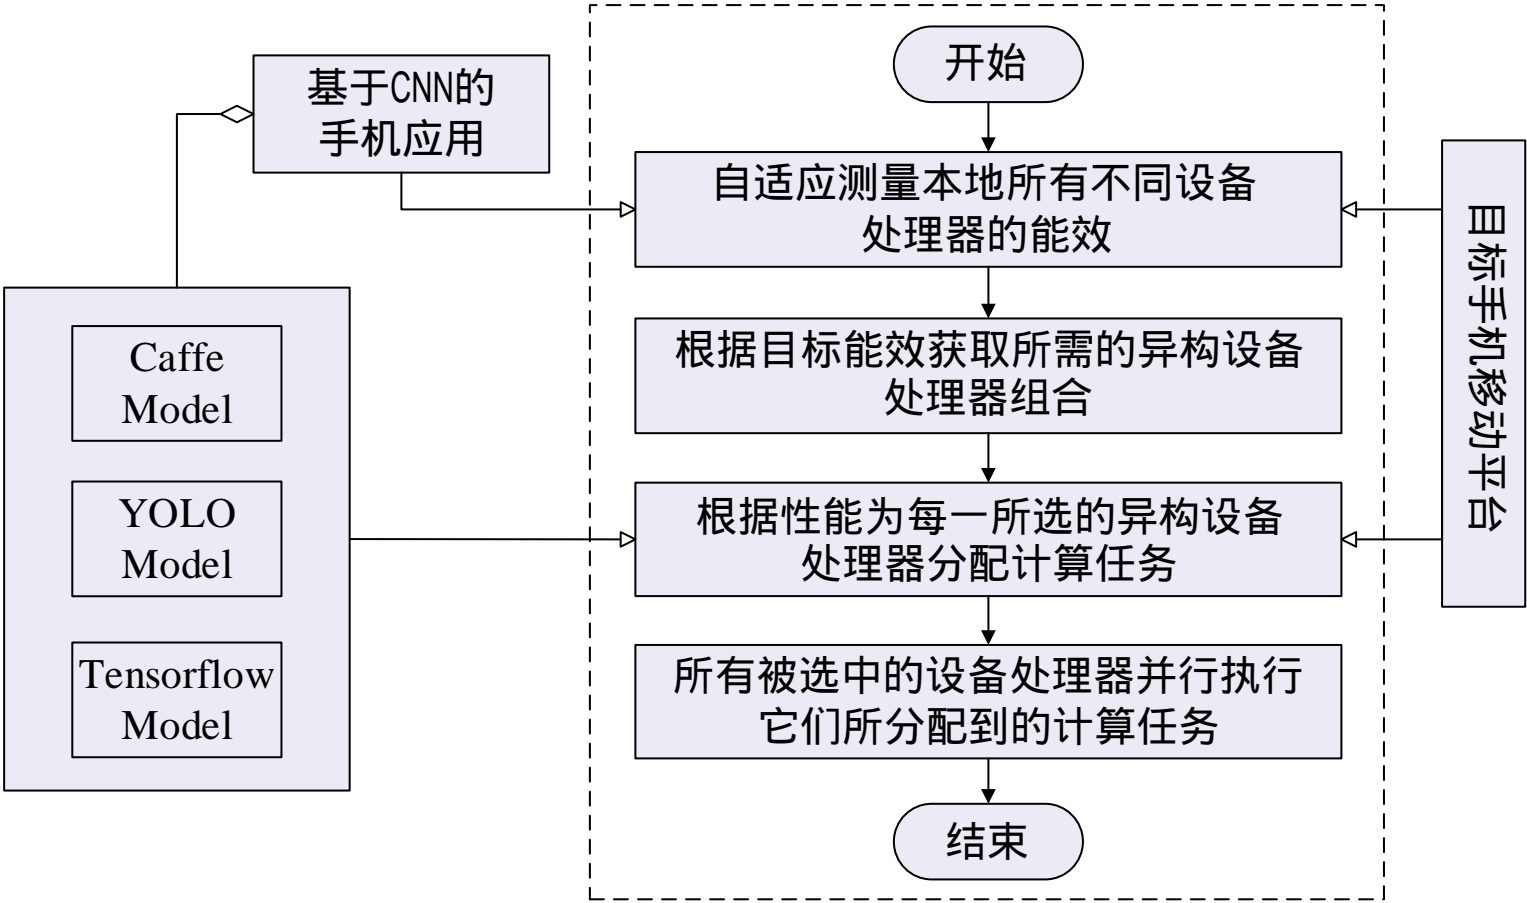 基于CNN的
手机应用
Caffe
Model
YOLO
Model
Tensorflow
Model
开始
自适应测量本地所有不同设备
处理器的能效
根据目标能效获取所需的异构设备
处理器组合
根据性能为每一所选的异构设备
处理器分配计算任务
所有被选中的设备处理器并行执行
它们所分配到的计算任务
结束
目标手机移动平台